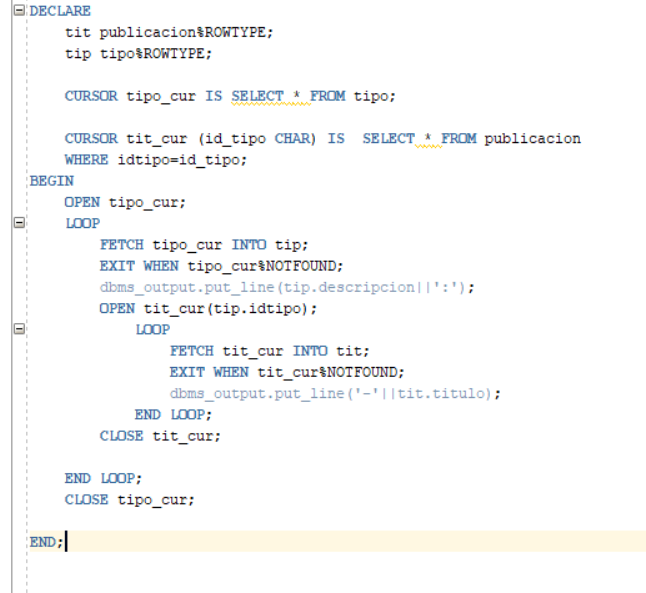 DECLARE
    tit publicacion%ROWTYPE;
    tip tipo%ROWTYPE;

    CURSOR tipo_cur IS SELECT * FROM tipo;

    CURSOR tit_cur (id_tipo CHAR) IS  SELECT * FROM publicacion
    WHERE idtipo=id_tipo;
BEGIN
    OPEN tipo_cur;
    LOOP
        FETCH tipo_cur INTO tip;
        EXIT WHEN tipo_cur%NOTFOUND;
        dbms_output.put_line(tip.descripcion||':');
        OPEN tit_cur(tip.idtipo);
            LOOP
                FETCH tit_cur INTO tit;
                EXIT WHEN tit_cur%NOTFOUND;
                dbms_output.put_line('-'||tit.titulo);
            END LOOP;
        CLOSE tit_cur;

    END LOOP;
    CLOSE tipo_cur;

END;